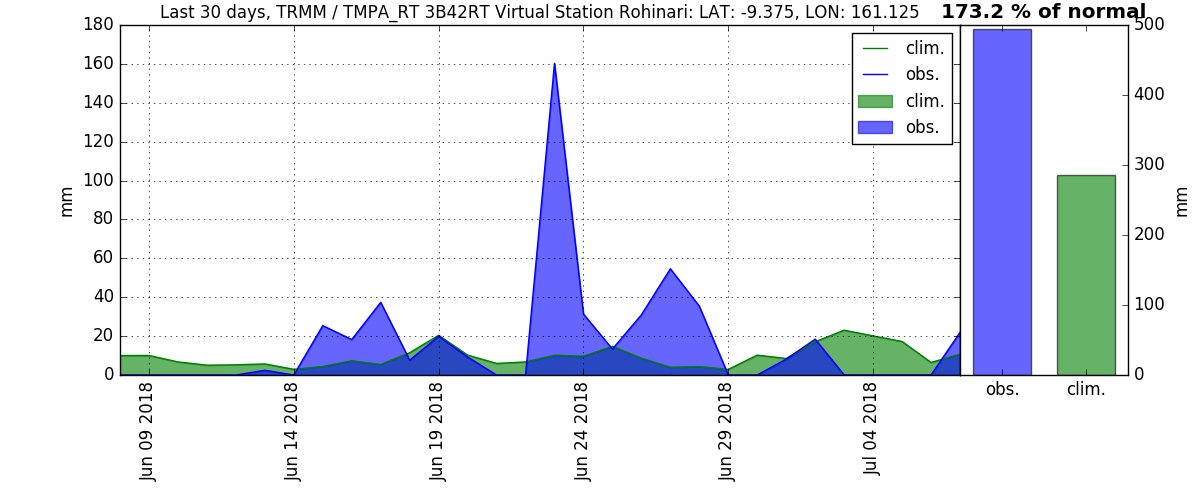 Last 30 days, TRMM / TMPA_RT 3B42RT Virtual Station Rohinari: LAT: -9.375, LON: 161.125
173.2 % of normal
180
160
140
120
100
80
60
40
20
0
mm
clim.
obs.
clim.
obs.
Jun 09 2018
Jun 14 2018
Jun 19 2018
Jun 24 2018
Jun 29 2018
Jul 04 2018
500
400
300
200
100
0
mm
obs.
clim.